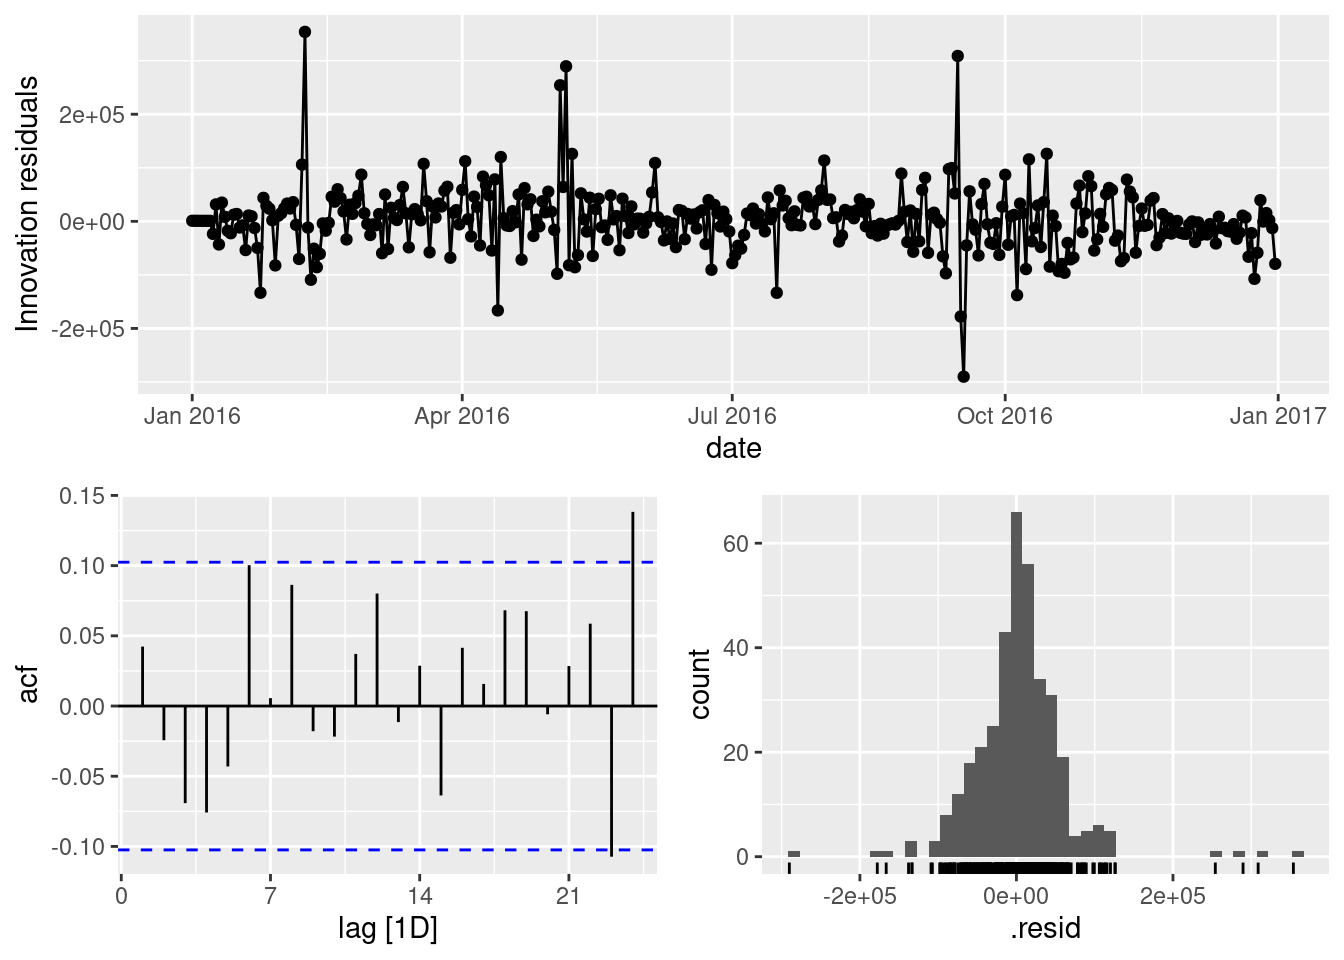 Innovation residuals
2e+05
0e+00
-2e+05
Jan 2016
Apr 2016
Jul 2016
Oct 2016
Jan 2017
date
acf
0.15
0.10
0.05
0.00
-0.05
-0.10
0
7
14
21
lag [1D]
count
60
40
20
0
-2e+05
0e+00
2e+05
.resid